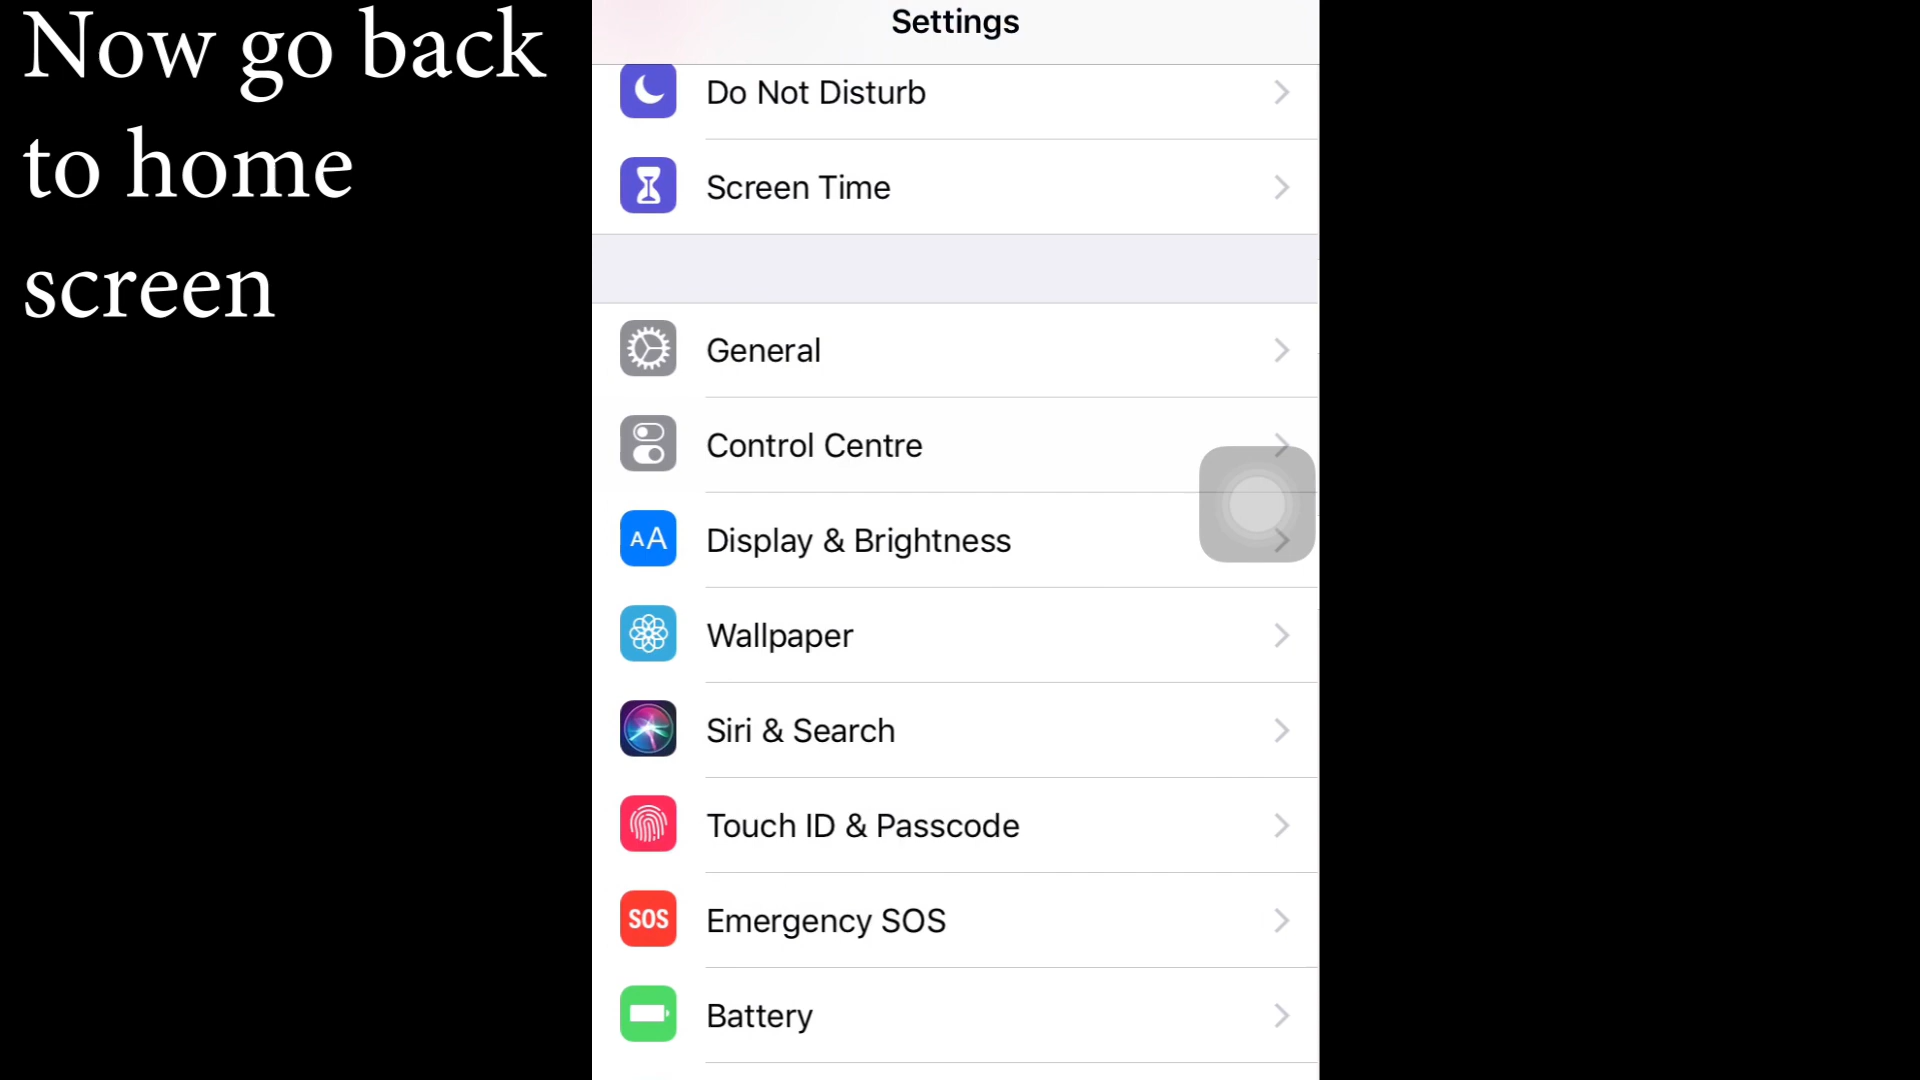 Now go back
to home
screen
Settings
Do Not Disturb
Screen Time
General
Control Centre
AA Display & Brightness
Wallpaper
Siri & Search
Touch ID & Passcode
SOS Emergency SOS
Battery